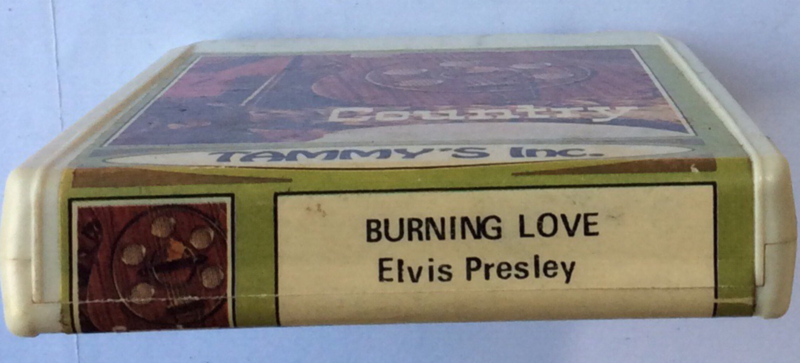 Country
TAMMY'S Inc.
BURNING LOVE
Elvis Presley